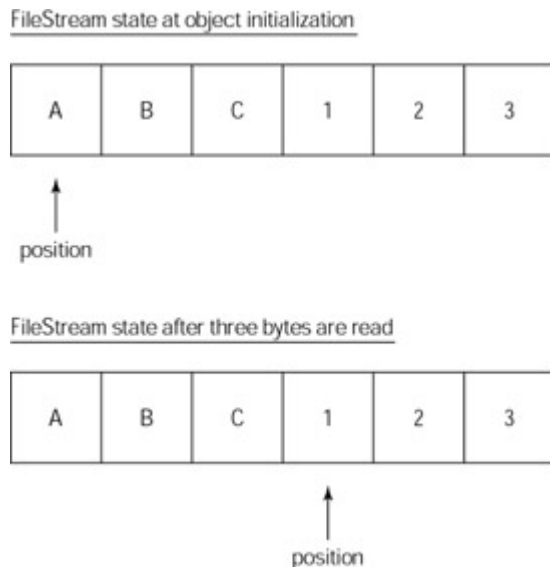 FileStream state at object initialization
A B C 1 2 3
position
FileStream state after three bytes are read
A B C 1 2 3
position